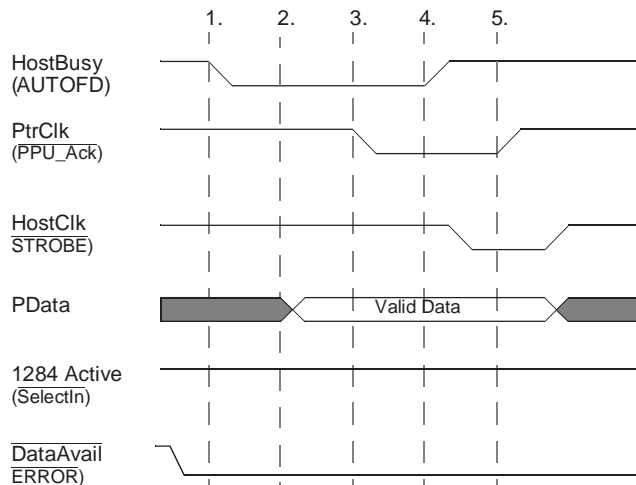 1. 2. 3. 4. 5.
HostBusy
(AUTOFD)
PtrClk
(PPU_Ack)
HostClk
STROBE)
PData
Valid Data
1284 Active
(SelectIn)
DataAvail
ERROR)